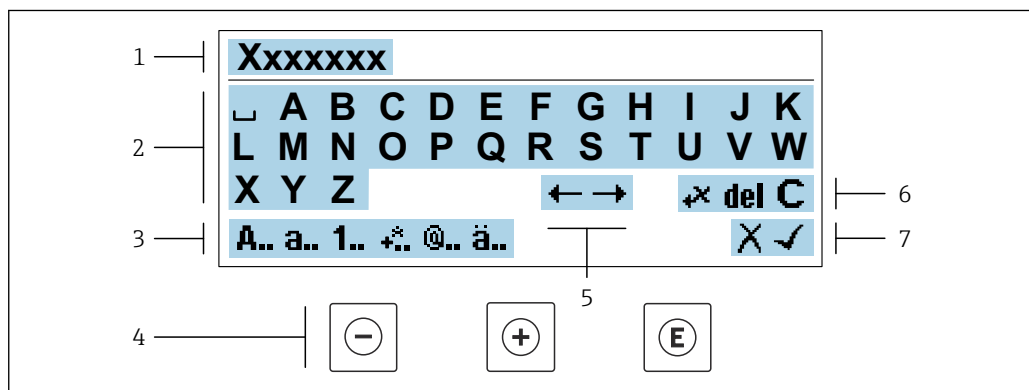 1 Xxxxxxx
2 ⎵ A B C D E F G H I J K
L M N O P Q R S T U V W
X Y Z ← → +× del C 6
3 A.. a.. 1.. +*.. @.. ä.. X ✓ 7
5
4 − + E